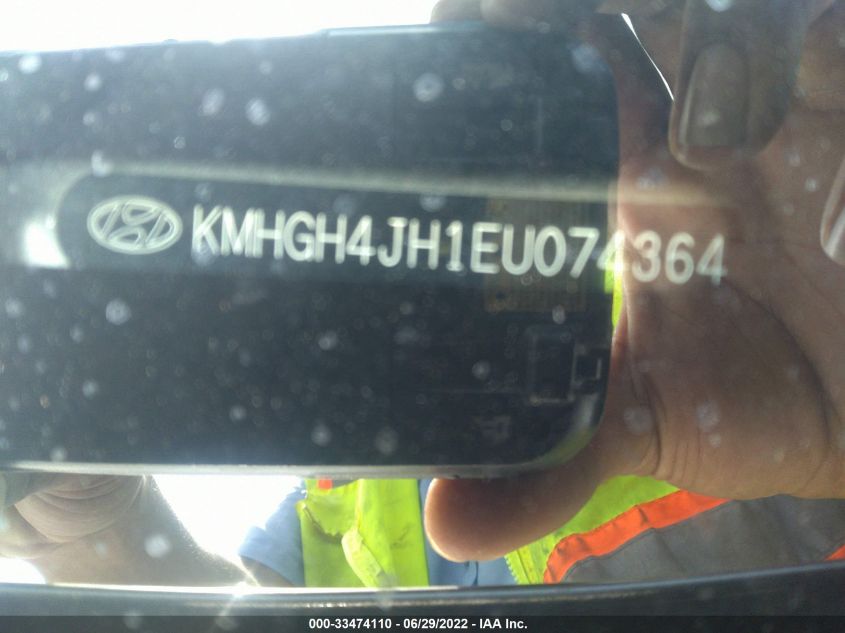 KMHGH4JH1EU074364
000-33474110 - 06/29/2022 - IAA Inc.